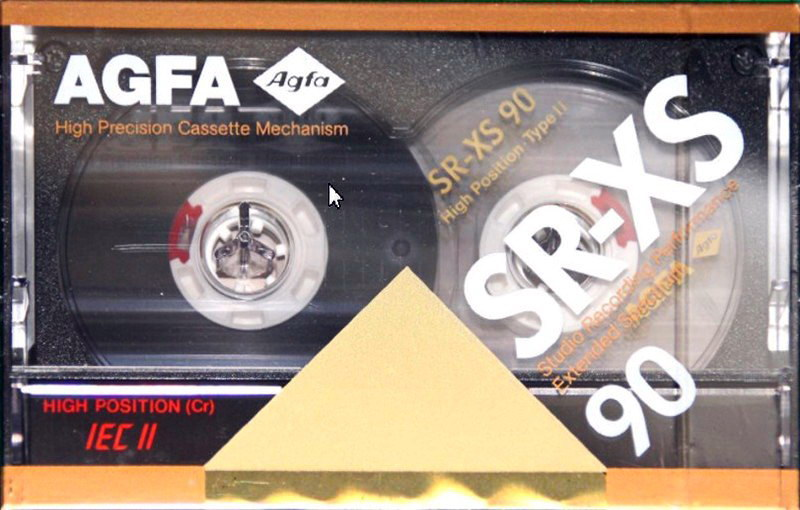 AGFA
Agfa
High Precision Cassette Mechanism
SR-XS 90
High Position Type II
SR-XS
Studio Recording Performance
Extended Spectrum
90
HIGH POSITION (Cr)
IEC II
Agfa